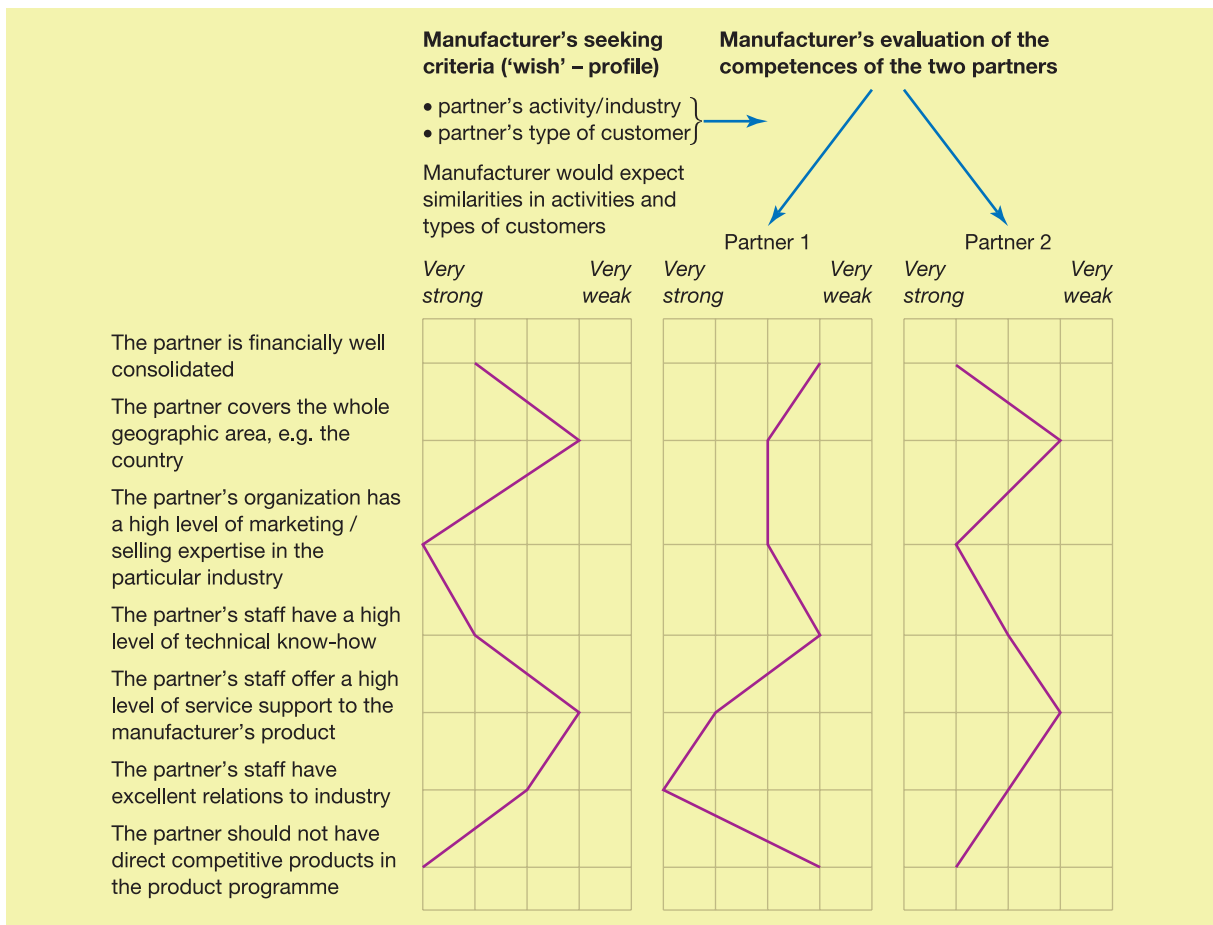 Manufacturer’s seeking
criteria (‘wish’ – profile)
Manufacturer’s evaluation of the
competences of the two partners
• partner’s activity/industry
• partner’s type of customer
Manufacturer would expect
similarities in activities and
types of customers
Partner 1
Partner 2
Very
strong
Very
weak
Very
strong
Very
weak
Very
strong
Very
weak
The partner is financially well
consolidated
The partner covers the whole
geographic area, e.g. the
country
The partner’s organization has
a high level of marketing /
selling expertise in the
particular industry
The partner’s staff have a high
level of technical know-how
The partner’s staff offer a high
level of service support to the
manufacturer’s product
The partner’s staff have
excellent relations to industry
The partner should not have
direct competitive products in
the product programme